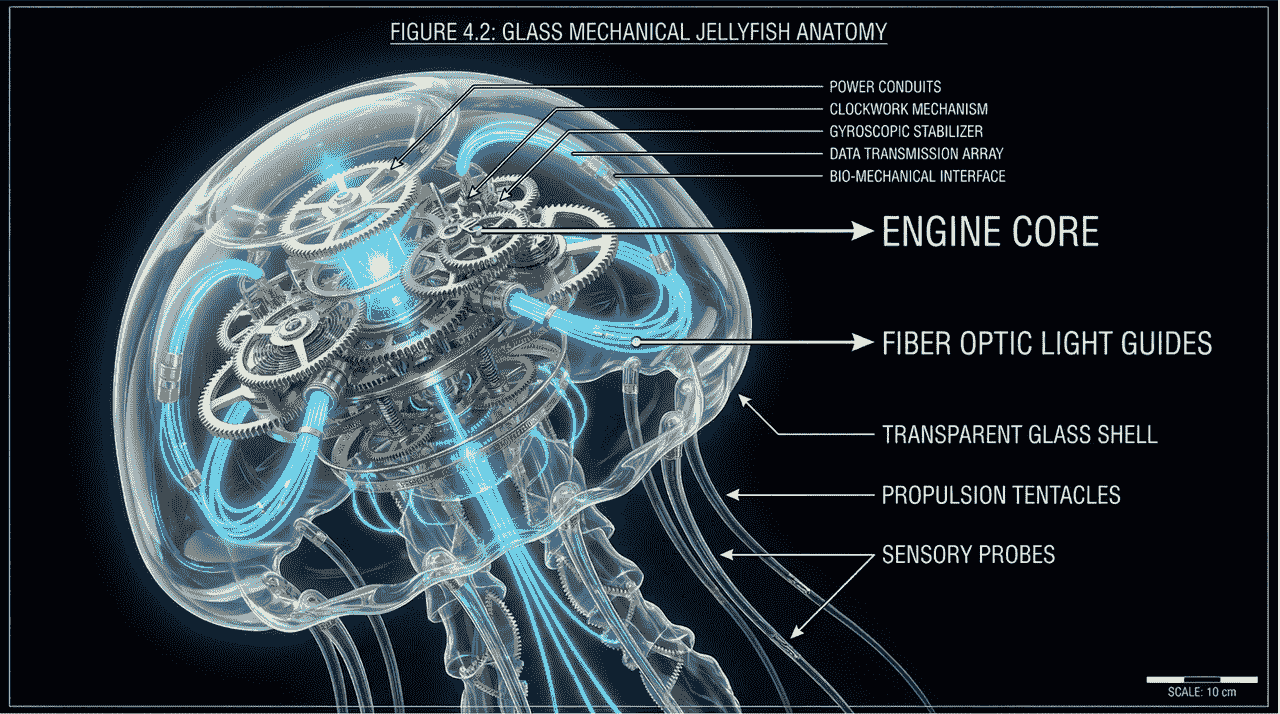 FIGURE 4.2: GLASS MECHANICAL JELLYFISH ANATOMY
POWER CONDUITS
CLOCKWORK MECHANISM
GYROSCOPIC STABILIZER
DATA TRANSMISSION ARRAY
BIO-MECHANICAL INTERFACE
ENGINE CORE
FIBER OPTIC LIGHT GUIDES
TRANSPARENT GLASS SHELL
PROPULSION TENTACLES
SENSORY PROBES
SCALE: 10 cm